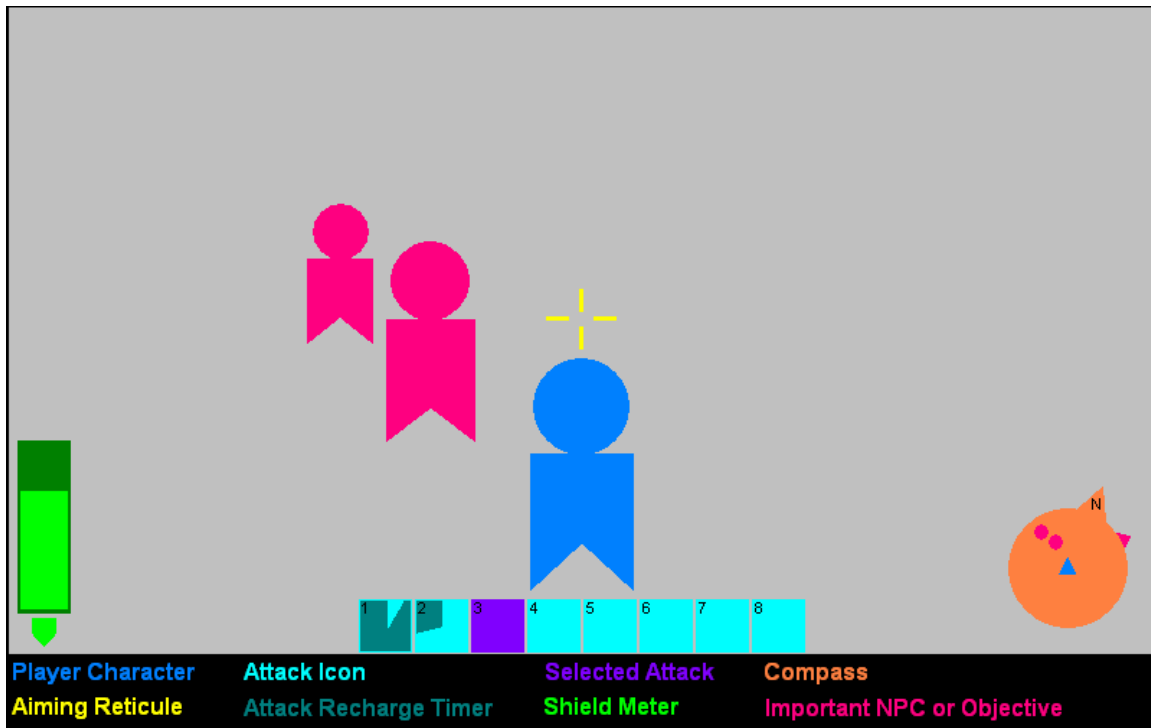 N
1 2 3 4 5 6 7 8
Player Character Attack Icon Selected Attack Compass
Aiming Reticule Attack Recharge Timer Shield Meter Important NPC or Objective